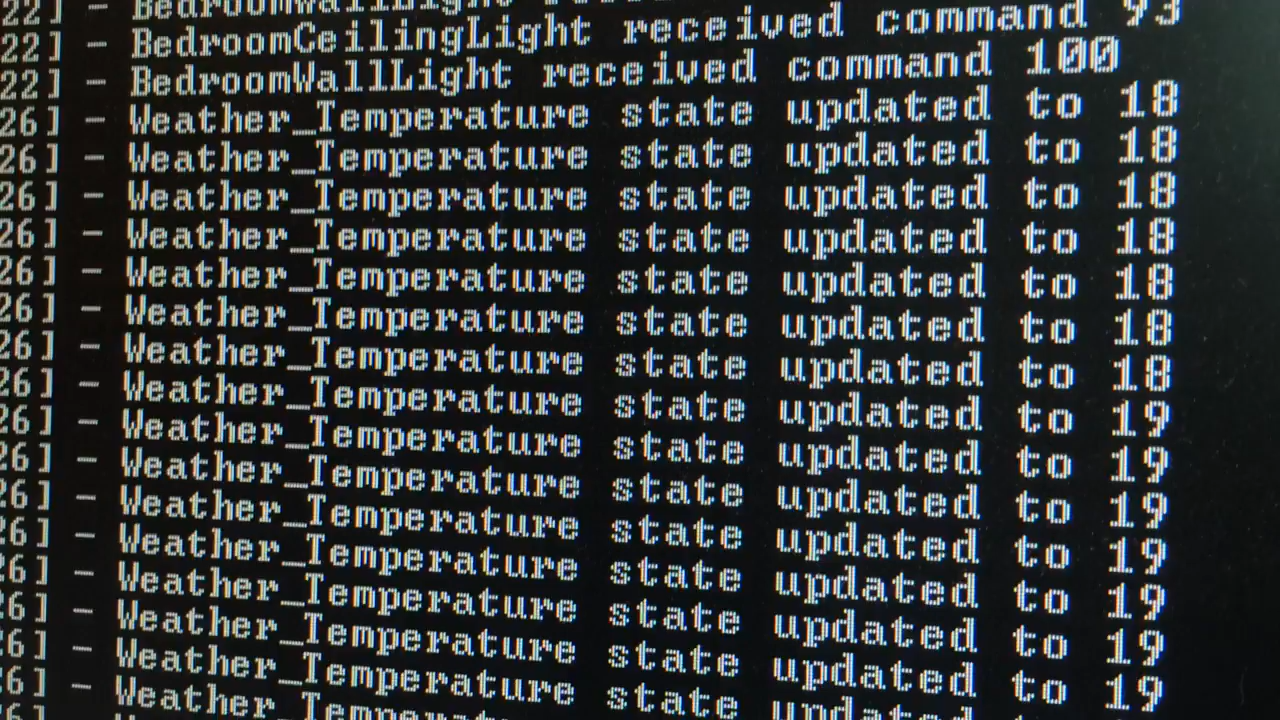 22] - BedroomWallLight
22] - BedroomCeilingLight received command 93
22] - BedroomWallLight received command 100
26] - Weather_Temperature state updated to 18
26] - Weather_Temperature state updated to 18
26] - Weather_Temperature state updated to 18
26] - Weather_Temperature state updated to 18
26] - Weather_Temperature state updated to 18
26] - Weather_Temperature state updated to 18
26] - Weather_Temperature state updated to 18
26] - Weather_Temperature state updated to 19
26] - Weather_Temperature state updated to 19
26] - Weather_Temperature state updated to 19
26] - Weather_Temperature state updated to 19
26] - Weather_Temperature state updated to 19
26] - Weather_Temperature state updated to 19
26] - Weather_Temperature state updated to 19
6] - Weather_Temperature state updated
6] - Weather